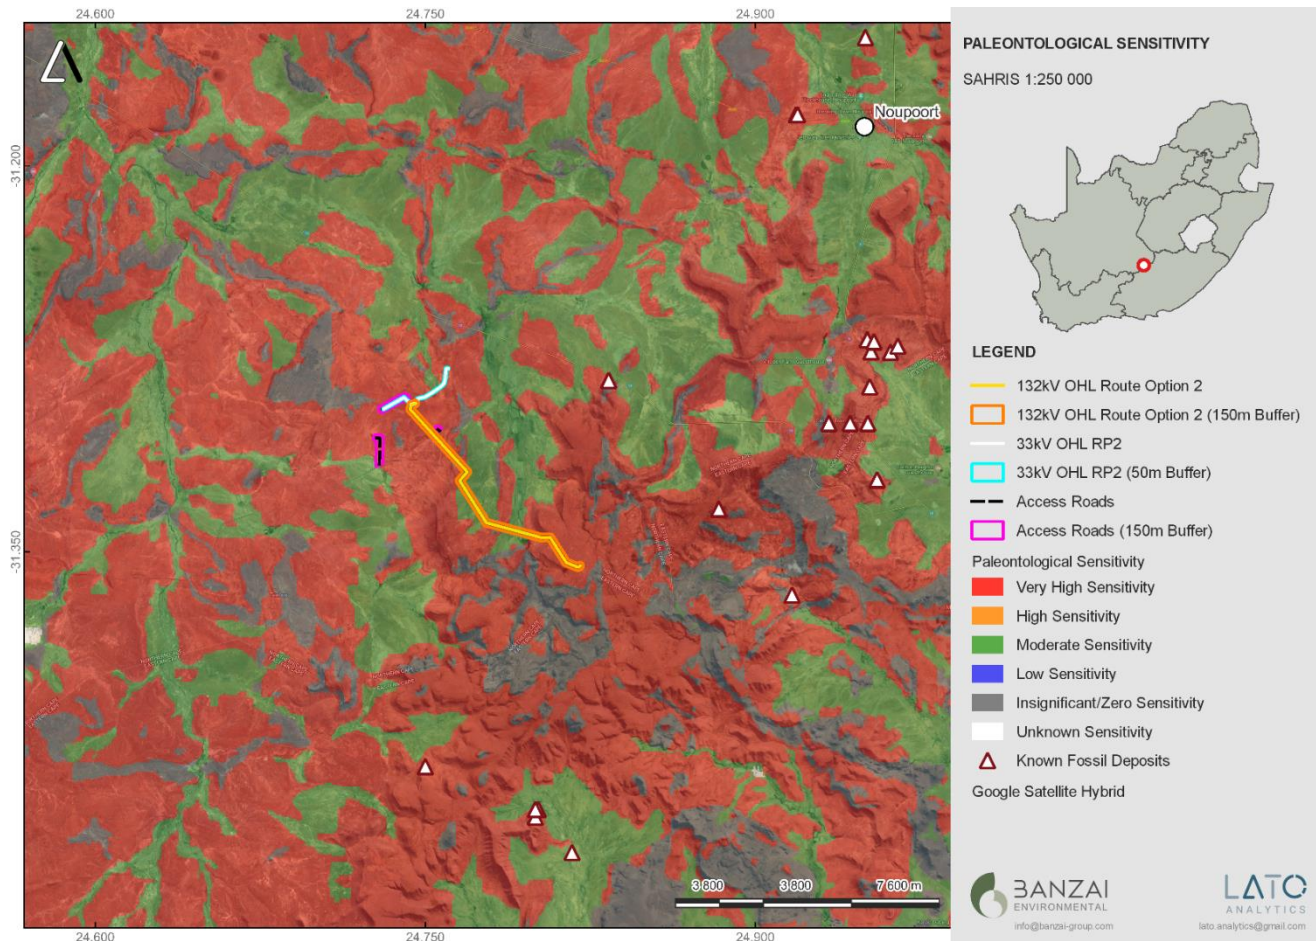 24.600
24.750
24.900
-31.200
-31.350
Noupoort
3 800
3 800
7 600 m
24.600
24.750
24.900
PALEONTOLOGICAL SENSITIVITY
SAHRIS 1:250 000
LEGEND
132kV OHL Route Option 2
132kV OHL Route Option 2 (150m Buffer)
33kV OHL RP2
33kV OHL RP2 (50m Buffer)
Access Roads
Access Roads (150m Buffer)
Paleontological Sensitivity
Very High Sensitivity
High Sensitivity
Moderate Sensitivity
Low Sensitivity
Insignificant/Zero Sensitivity
Unknown Sensitivity
Known Fossil Deposits
Google Satellite Hybrid
BANZAI
ENVIRONMENTAL
info@banzai-group.com
LATO
ANALYTICS
lato.analytics@gmail.com